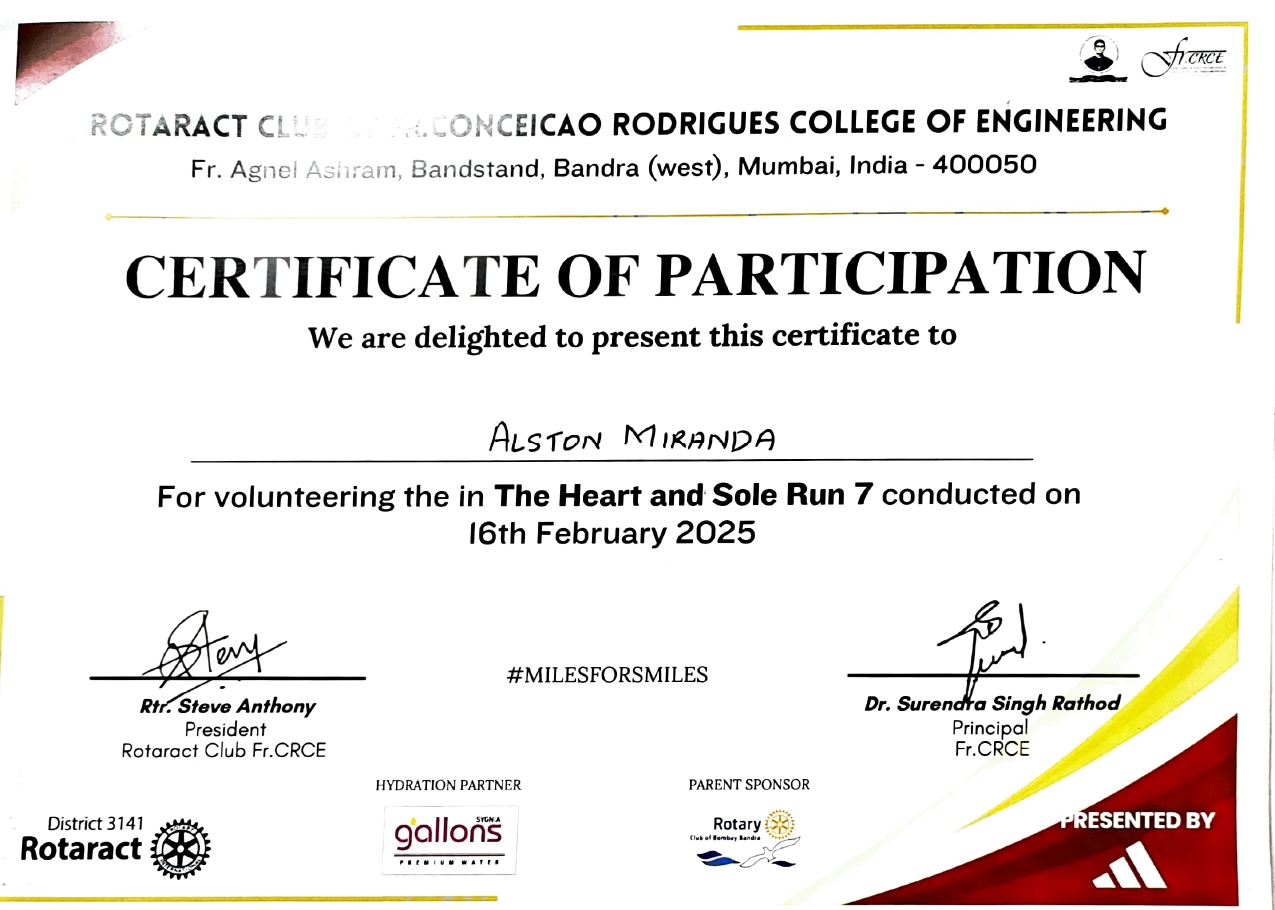 Fr.CRCE
ROTARACT CLUB OF FR.CONCEICAO RODRIGUES COLLEGE OF ENGINEERING
Fr. Agnel Ashram, Bandstand, Bandra (west), Mumbai, India - 400050
CERTIFICATE OF PARTICIPATION
We are delighted to present this certificate to
ALSTON MIRANDA
For volunteering the in The Heart and Sole Run 7 conducted on
16th February 2025
#MILESFORSMILES
Rtr. Steve Anthony
President
Rotaract Club Fr.CRCE
Dr. Surendra Singh Rathod
Principal
Fr.CRCE
HYDRATION PARTNER
SYGNA
gallons
PREMIUM WATER
PARENT SPONSOR
Rotary
Club of Bombay Bandra
District 3141
Rotaract
PRESENTED BY